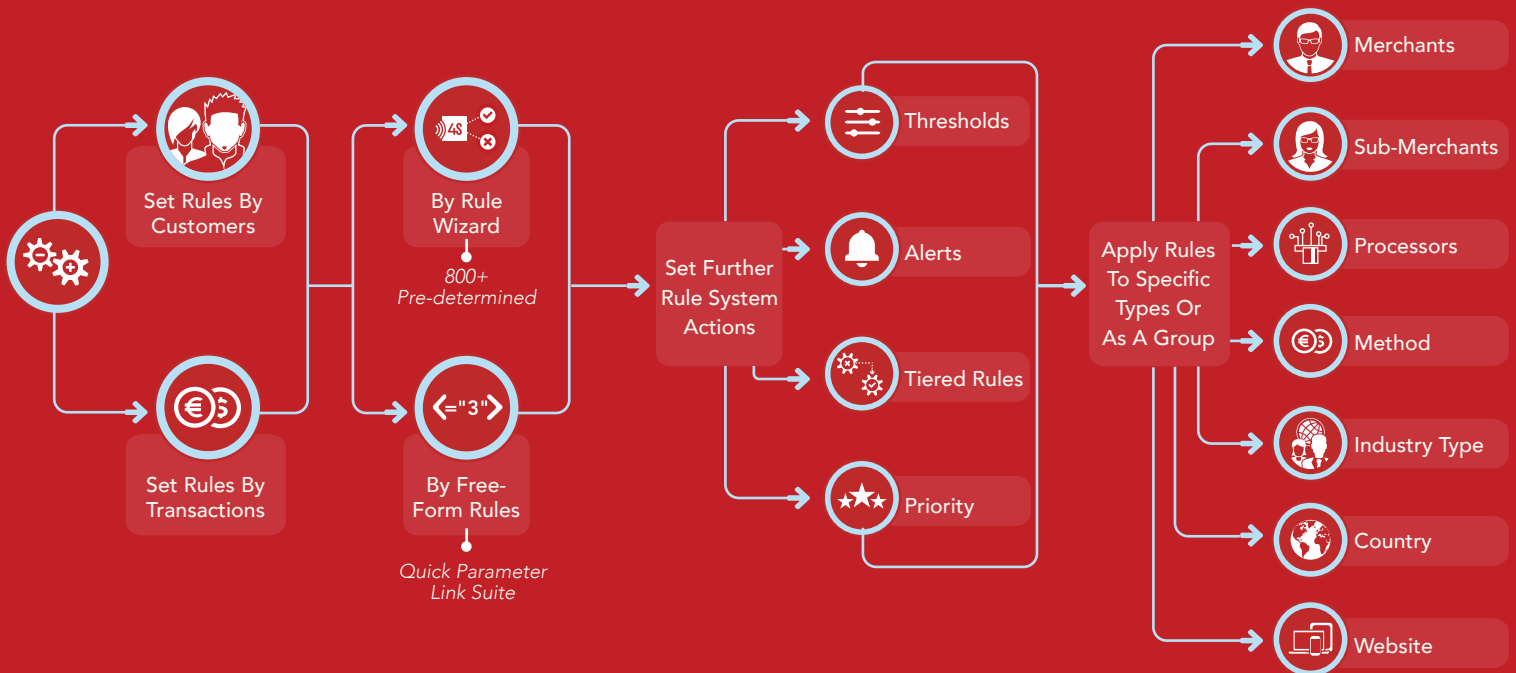 Set Rules By
Customers
Set Rules By
Transactions
4S
By Rule
Wizard
800+
Pre-determined
<="3">
By Free-
Form Rules
Quick Parameter
Link Suite
Set Further
Rule System
Actions
Thresholds
Alerts
Tiered Rules
Priority
Apply Rules
To Specific
Types Or
As A Group
Merchants
Sub-Merchants
Processors
Method
Industry Type
Country
Website